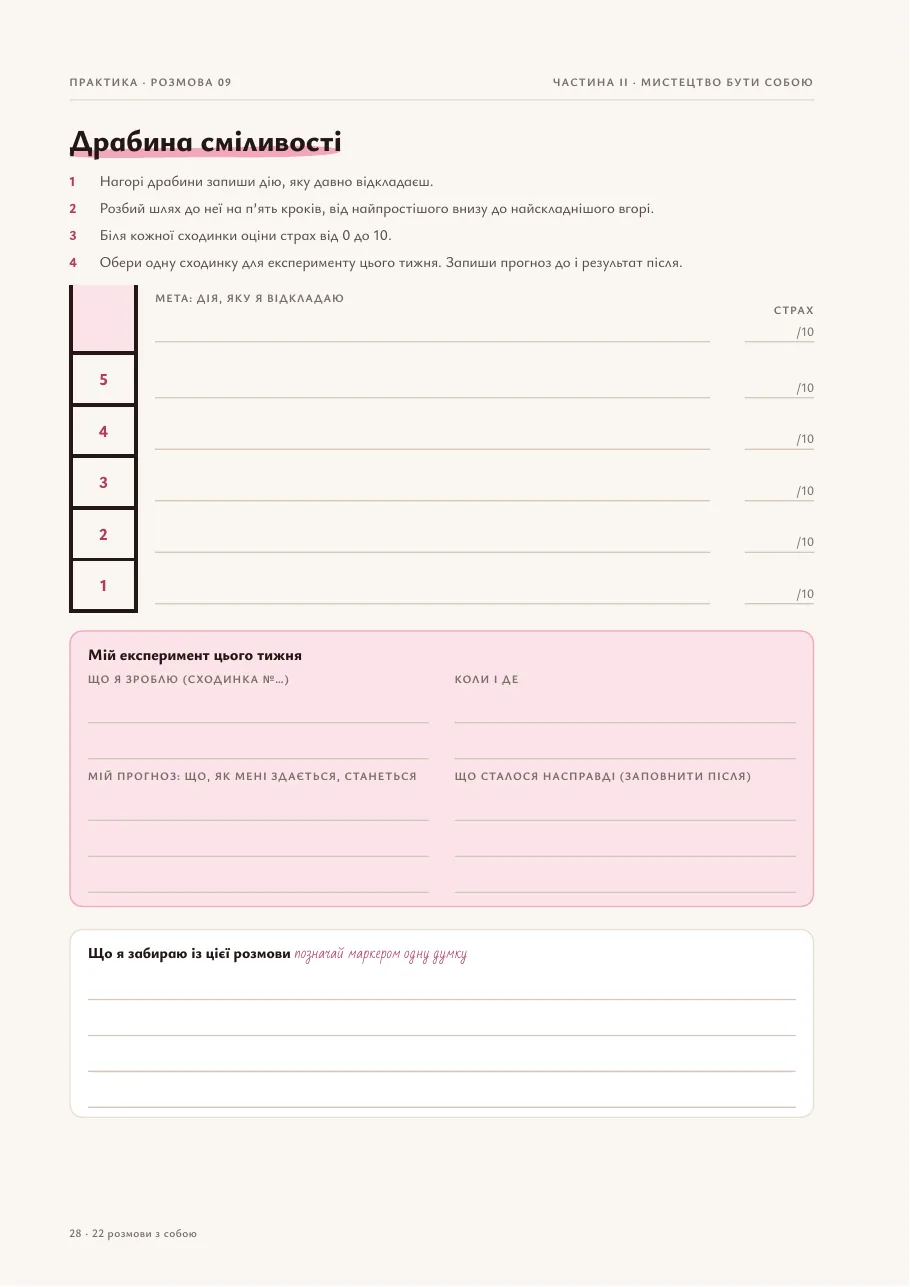 ПРАКТИКА · РОЗМОВА 09
ЧАСТИНА II · МИСТЕЦТВО БУТИ СОБОЮ
Драбина сміливості
1 Нагорі драбини запиши дію, яку давно відкладаєш.
2 Розбий шлях до неї на п’ять кроків, від найпростішого внизу до найскладнішого вгорі.
3 Біля кожної сходинки оціни страх від 0 до 10.
4 Обери одну сходинку для експерименту цього тижня. Запиши прогноз до і результат після.
МЕТА: ДІЯ, ЯКУ Я ВІДКЛАДАЮ
СТРАХ
/10
5 /10
4 /10
3 /10
2 /10
1 /10
Мій експеримент цього тижня
ЩО Я ЗРОБЛЮ (СХОДИНКА №…)
КОЛИ І ДЕ
МІЙ ПРОГНОЗ: ЩО, ЯК МЕНІ ЗДАЄТЬСЯ, СТАНЕТЬСЯ
ЩО СТАЛОСЯ НАСПРАВДІ (ЗАПОВНИТИ ПІСЛЯ)
Що я забираю із цієї розмови позначай маркером одну думку
28 · 22 розмови з собою